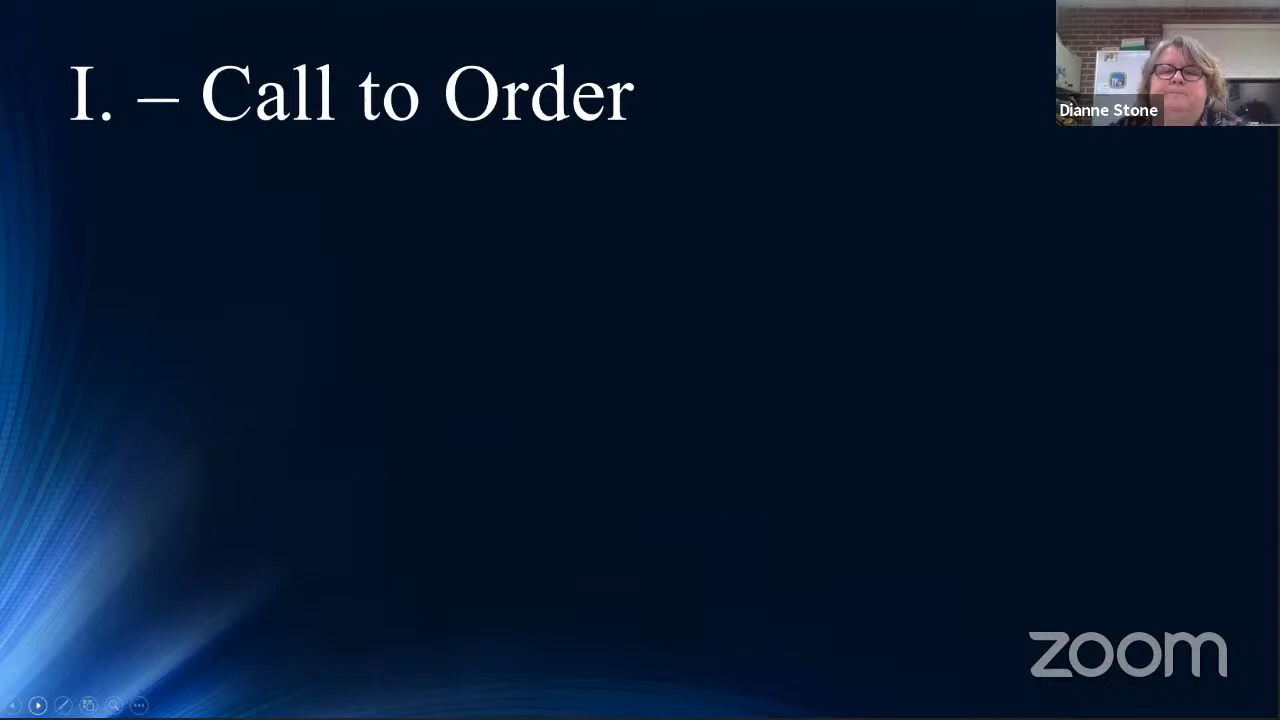 I. – Call to Order
Dianne Stone
zoom